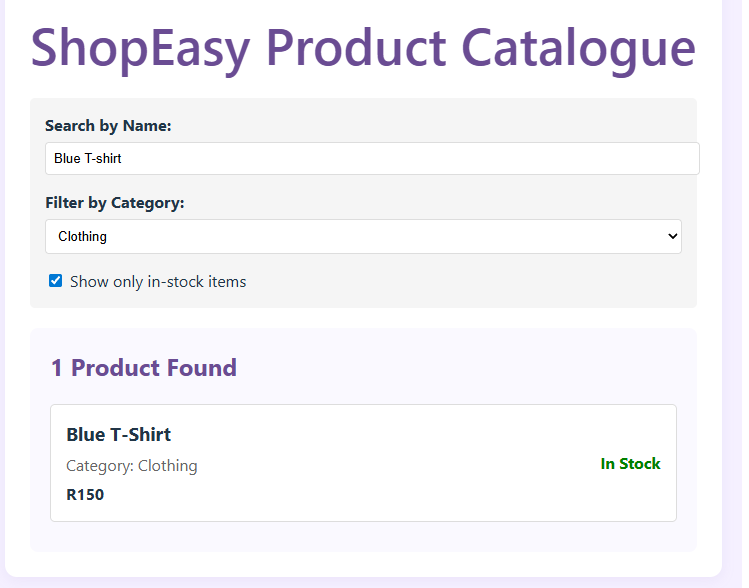 ShopEasy Product Catalogue
Search by Name:
Blue T-shirt
Filter by Category:
Clothing
Show only in-stock items
1 Product Found
Blue T-Shirt
Category: Clothing
In Stock
R150